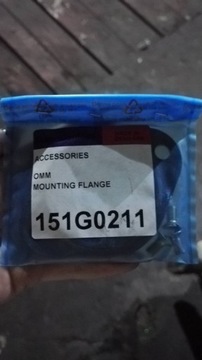 ACCESSORIES
OMM
MOUNTING FLANGE
151G0211